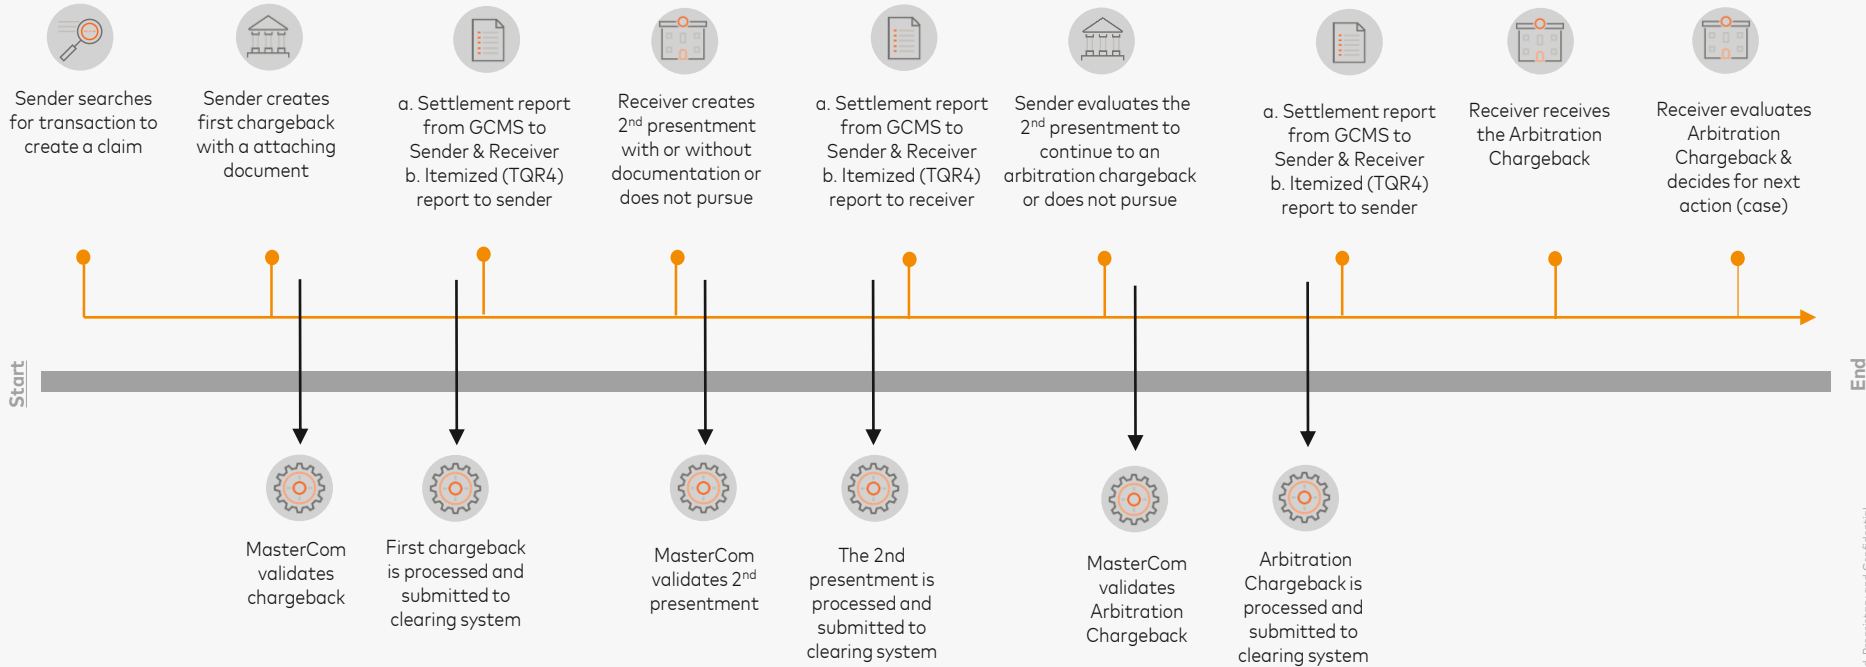 Sender searches
for transaction to
create a claim
Sender creates
first chargeback
with a attaching
document
a. Settlement report
from GCMS to
Sender & Receiver
b. Itemized (TQR4)
report to sender
Receiver creates
2nd presentment
with or without
documentation or
does not pursue
a. Settlement report
from GCMS to
Sender & Receiver
b. Itemized (TQR4)
report to receiver
Sender evaluates the
2nd presentment to
continue to an
arbitration chargeback
or does not pursue
a. Settlement report
from GCMS to
Sender & Receiver
b. Itemized (TQR4)
report to sender
Receiver receives
the Arbitration
Chargeback
Receiver evaluates
Arbitration
Chargeback &
decides for next
action (case)
Start
End
MasterCom
validates
chargeback
First chargeback
is processed and
submitted to
clearing system
MasterCom
validates 2nd
presentment
The 2nd
presentment is
processed and
submitted to
clearing system
MasterCom
validates
Arbitration
Chargeback
Arbitration
Chargeback is
processed and
submitted to
clearing system